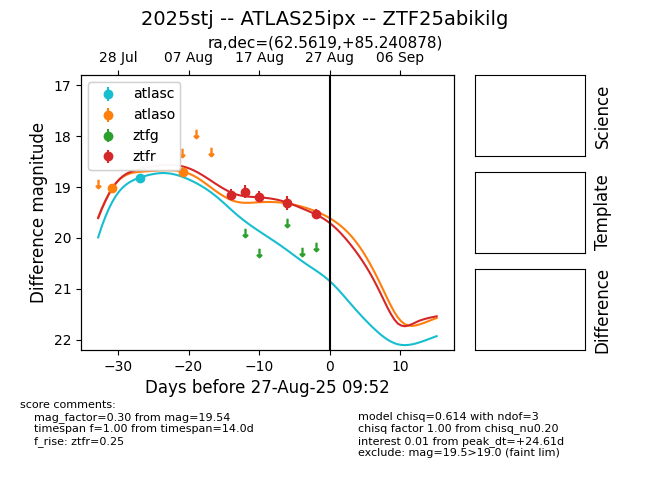 2025stj -- ATLAS25ipx -- ZTF25abikilg
ra,dec=(62.5619,+85.240878)
28 Jul 07 Aug 17 Aug 27 Aug 06 Sep
17
18
19
20
21
22
Difference magnitude
atlasc
atlaso
ztfg
ztfr
−30 −20 −10 0 10
Days before 27-Aug-25 09:52
Science
Template
Difference
score comments:
mag_factor=0.30 from mag=19.54
timespan f=1.00 from timespan=14.0d
f_rise: ztfr=0.25
model chisq=0.614 with ndof=3
chisq factor 1.00 from chisq_nu0.20
interest 0.01 from peak_dt=+24.61d
exclude: mag=19.5>19.0 (faint lim)